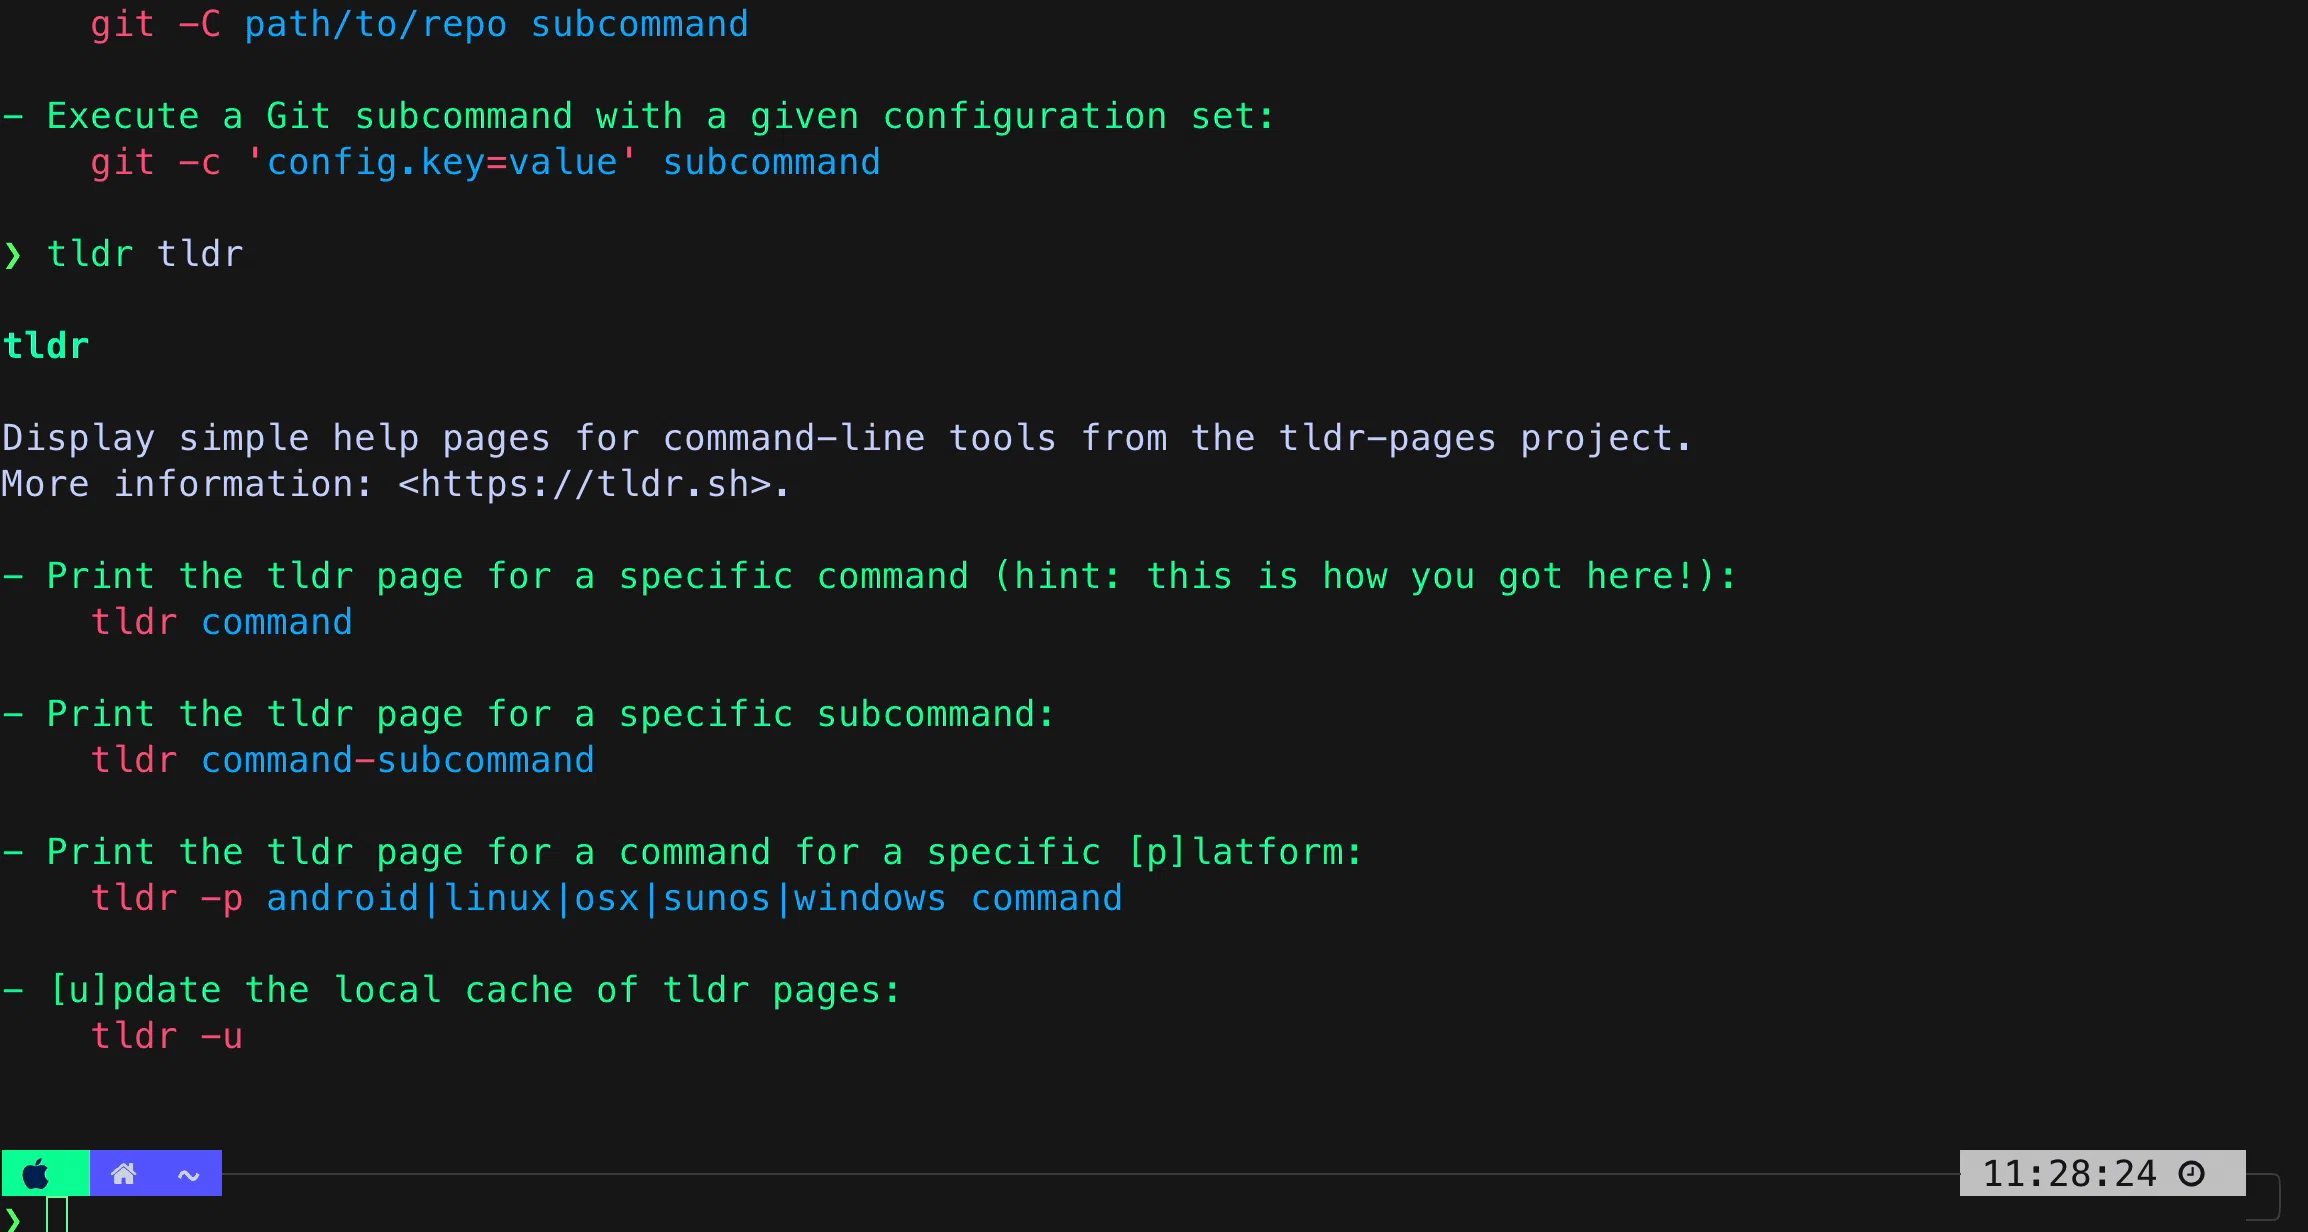 git -C path/to/repo subcommand
- Execute a Git subcommand with a given configuration set:
git -c 'config.key=value' subcommand
❯ tldr tldr
tldr
Display simple help pages for command-line tools from the tldr-pages project.
More information: <https://tldr.sh>.
- Print the tldr page for a specific command (hint: this is how you got here!):
tldr command
- Print the tldr page for a specific subcommand:
tldr command-subcommand
- Print the tldr page for a command for a specific [p]latform:
tldr -p android|linux|osx|sunos|windows command
- [u]pdate the local cache of tldr pages:
tldr -u
~ 11:28:24
❯